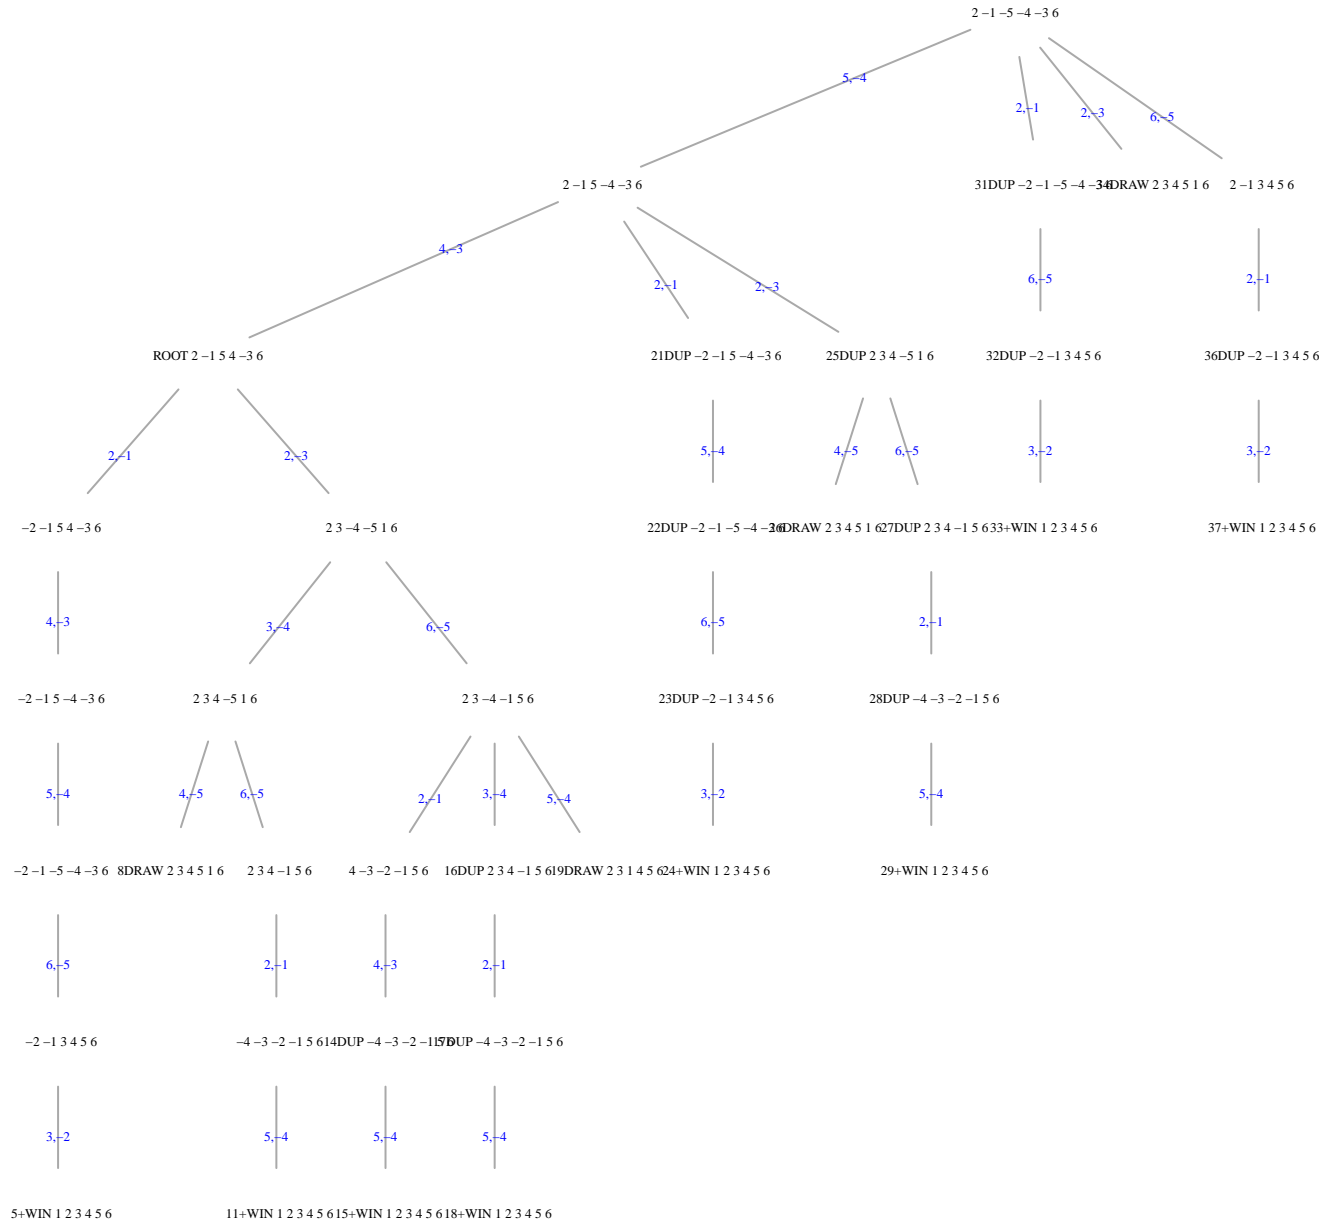 2 −1 −5 −4 −3 6
5,−4
2,−1
2,−3
6,−5
2 −1 5 −4 −3 6
31DUP −2 −1 −5 −4 −3 6
34DRAW 2 3 4 5 1 6
2 −1 3 4 5 6
4,−3
2,−1
2,−3
6,−5
2,−1
ROOT 2 −1 5 4 −3 6
21DUP −2 −1 5 −4 −3 6
25DUP 2 3 4 −5 1 6
32DUP −2 −1 3 4 5 6
36DUP −2 −1 3 4 5 6
2,−1
2,−3
5,−4
4,−5
6,−5
3,−2
3,−2
−2 −1 5 4 −3 6
2 3 −4 −5 1 6
22DUP −2 −1 −5 −4 −3 6
26DRAW 2 3 4 5 1 6
27DUP 2 3 4 −1 5 6
33+WIN 1 2 3 4 5 6
37+WIN 1 2 3 4 5 6
4,−3
3,−4
6,−5
6,−5
2,−1
−2 −1 5 −4 −3 6
2 3 4 −5 1 6
2 3 −4 −1 5 6
23DUP −2 −1 3 4 5 6
28DUP −4 −3 −2 −1 5 6
5,−4
4,−5
6,−5
2,−1
3,−4
5,−4
3,−2
5,−4
−2 −1 −5 −4 −3 6
8DRAW 2 3 4 5 1 6
2 3 4 −1 5 6
4 −3 −2 −1 5 6
16DUP 2 3 4 −1 5 6
19DRAW 2 3 1 4 5 6
24+WIN 1 2 3 4 5 6
29+WIN 1 2 3 4 5 6
6,−5
2,−1
4,−3
2,−1
−2 −1 3 4 5 6
−4 −3 −2 −1 5 6
14DUP −4 −3 −2 −1 5 6
17DUP −4 −3 −2 −1 5 6
3,−2
5,−4
5,−4
5,−4
5+WIN 1 2 3 4 5 6
11+WIN 1 2 3 4 5 6
15+WIN 1 2 3 4 5 6
18+WIN 1 2 3 4 5 6